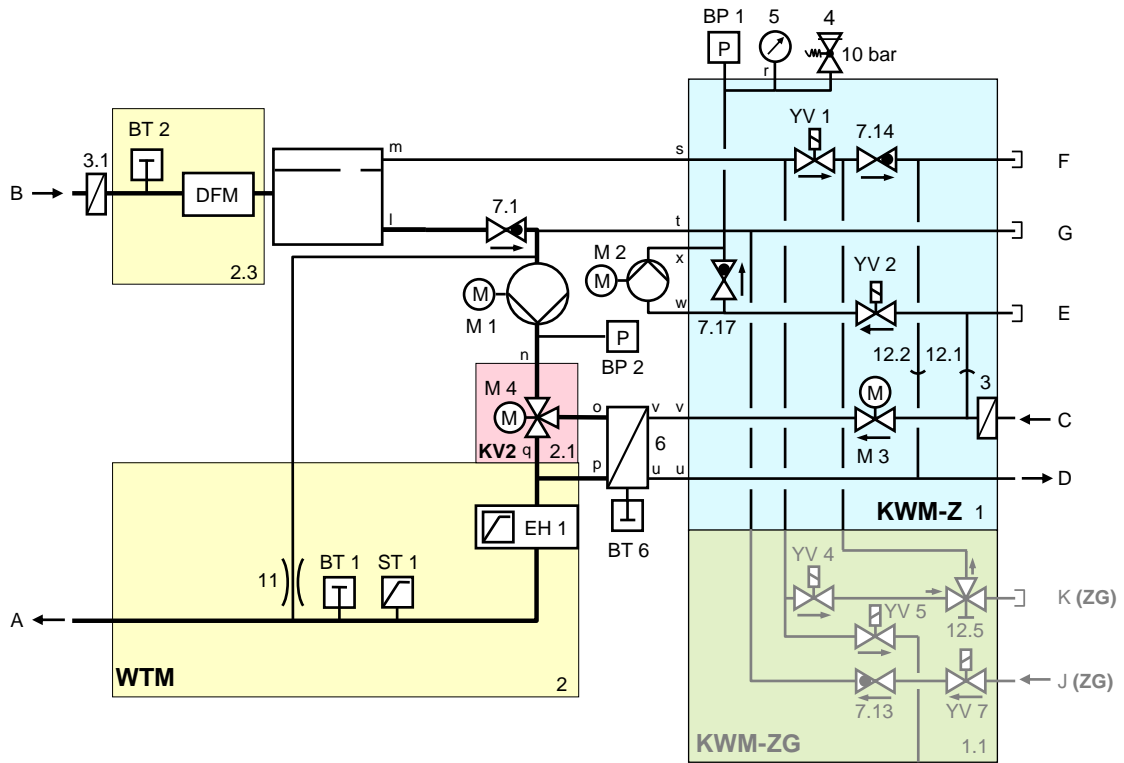 BP 1
5
4
P
10 bar
r
YV 1
7.14
BT 2
3.1
m
s
F
B
DFM
l
7.1
t
G
M 2
x
YV 2
2.3
M
M
w
E
M 1
7.17
P
n
BP 2
12.2
12.1
3
M 4
M
M
o
v
v
C
6
M 3
KV2
q
2.1
p
u
u
D
KWM-Z
1
EH 1
BT 6
YV 4
11
BT 1
ST 1
K (ZG)
YV 5
12.5
A
WTM
2
J (ZG)
7.13
YV 7
KWM-ZG
1.1